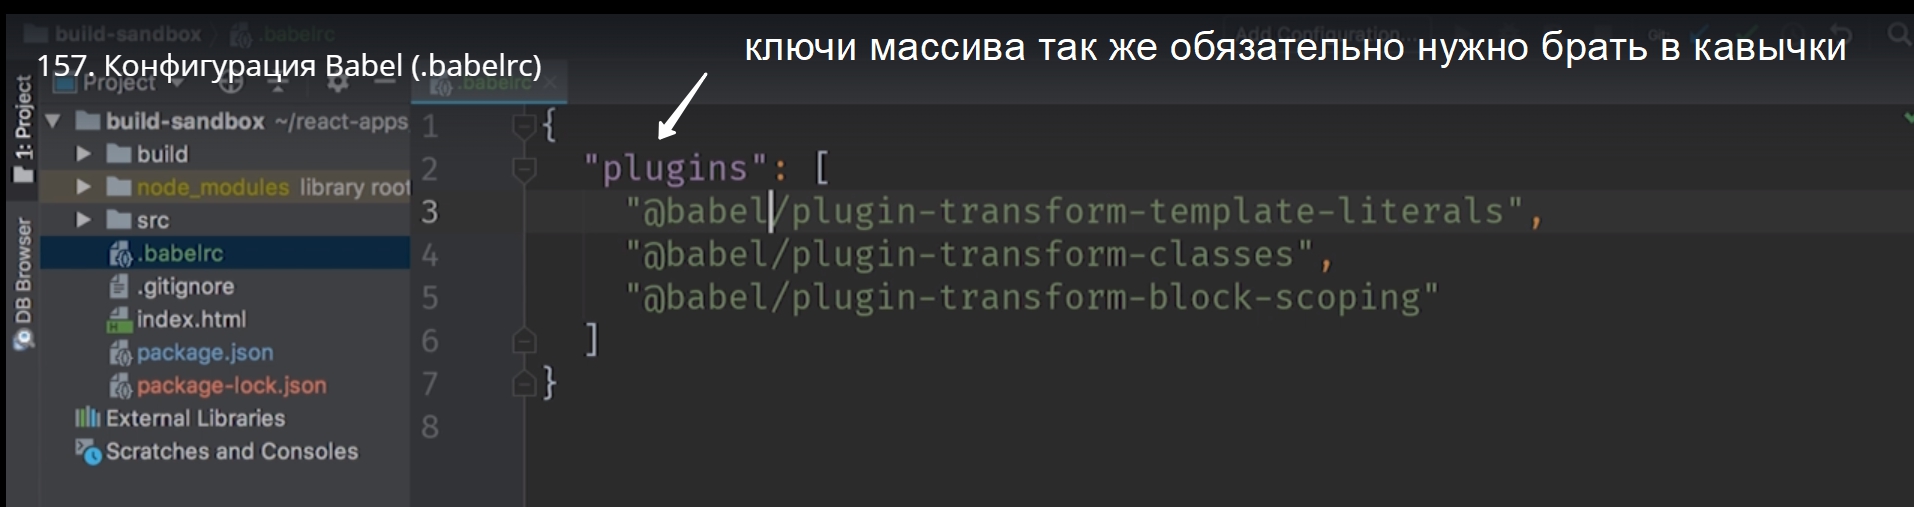 build-sandbox .babelrc Add Configuration...
157. Конфигурация Babel (.babelrc)
ключи массива так же обязательно нужно брать в кавычки
Project .babelrc
1: Project
DB Browser
build-sandbox ~/react-apps
build
node_modules library root
src
.babelrc
.gitignore
index.html
package.json
package-lock.json
External Libraries
Scratches and Consoles
1 {
2 "plugins": [
3 "@babel/plugin-transform-template-literals",
4 "@babel/plugin-transform-classes",
5 "@babel/plugin-transform-block-scoping"
6 ]
7 }
8